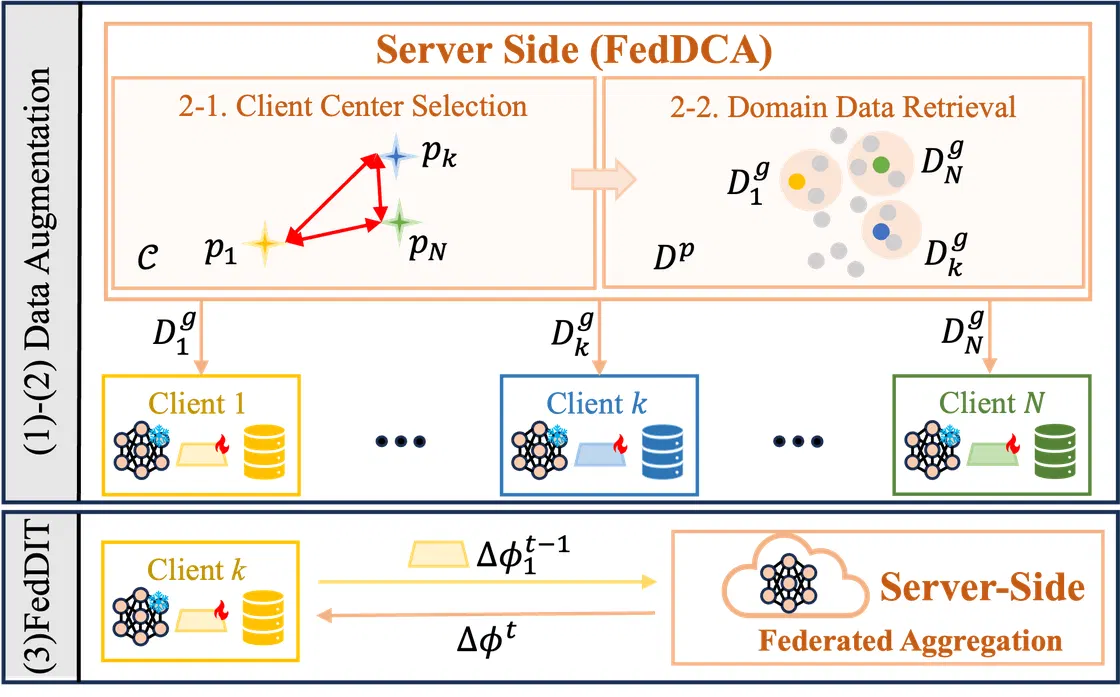 (1)-(2) Data Augmentation
Server Side (FedDCA)
2-1. Client Center Selection
p_k
p_1
p_N
𝒞
2-2. Domain Data Retrieval
D_1^g
D_N^g
D_k^g
D^p
D_1^g
D_k^g
D_N^g
Client 1
Client k
Client N
(3)FedDIT
Client k
Δϕ_1^{t−1}
Δϕ^t
Server-Side
Federated Aggregation